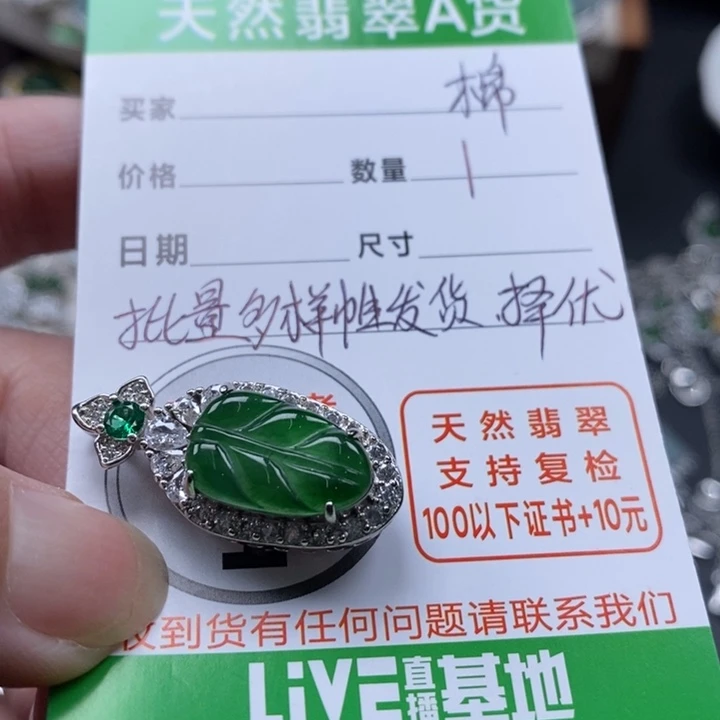 天然翡翠A货
买家 棉
价格 数量 1
日期 尺寸
批量多样性发货 择优
天然翡翠
支持复检
100以下证书+10元
收到货有任何问题请联系我们
LiVE直播基地